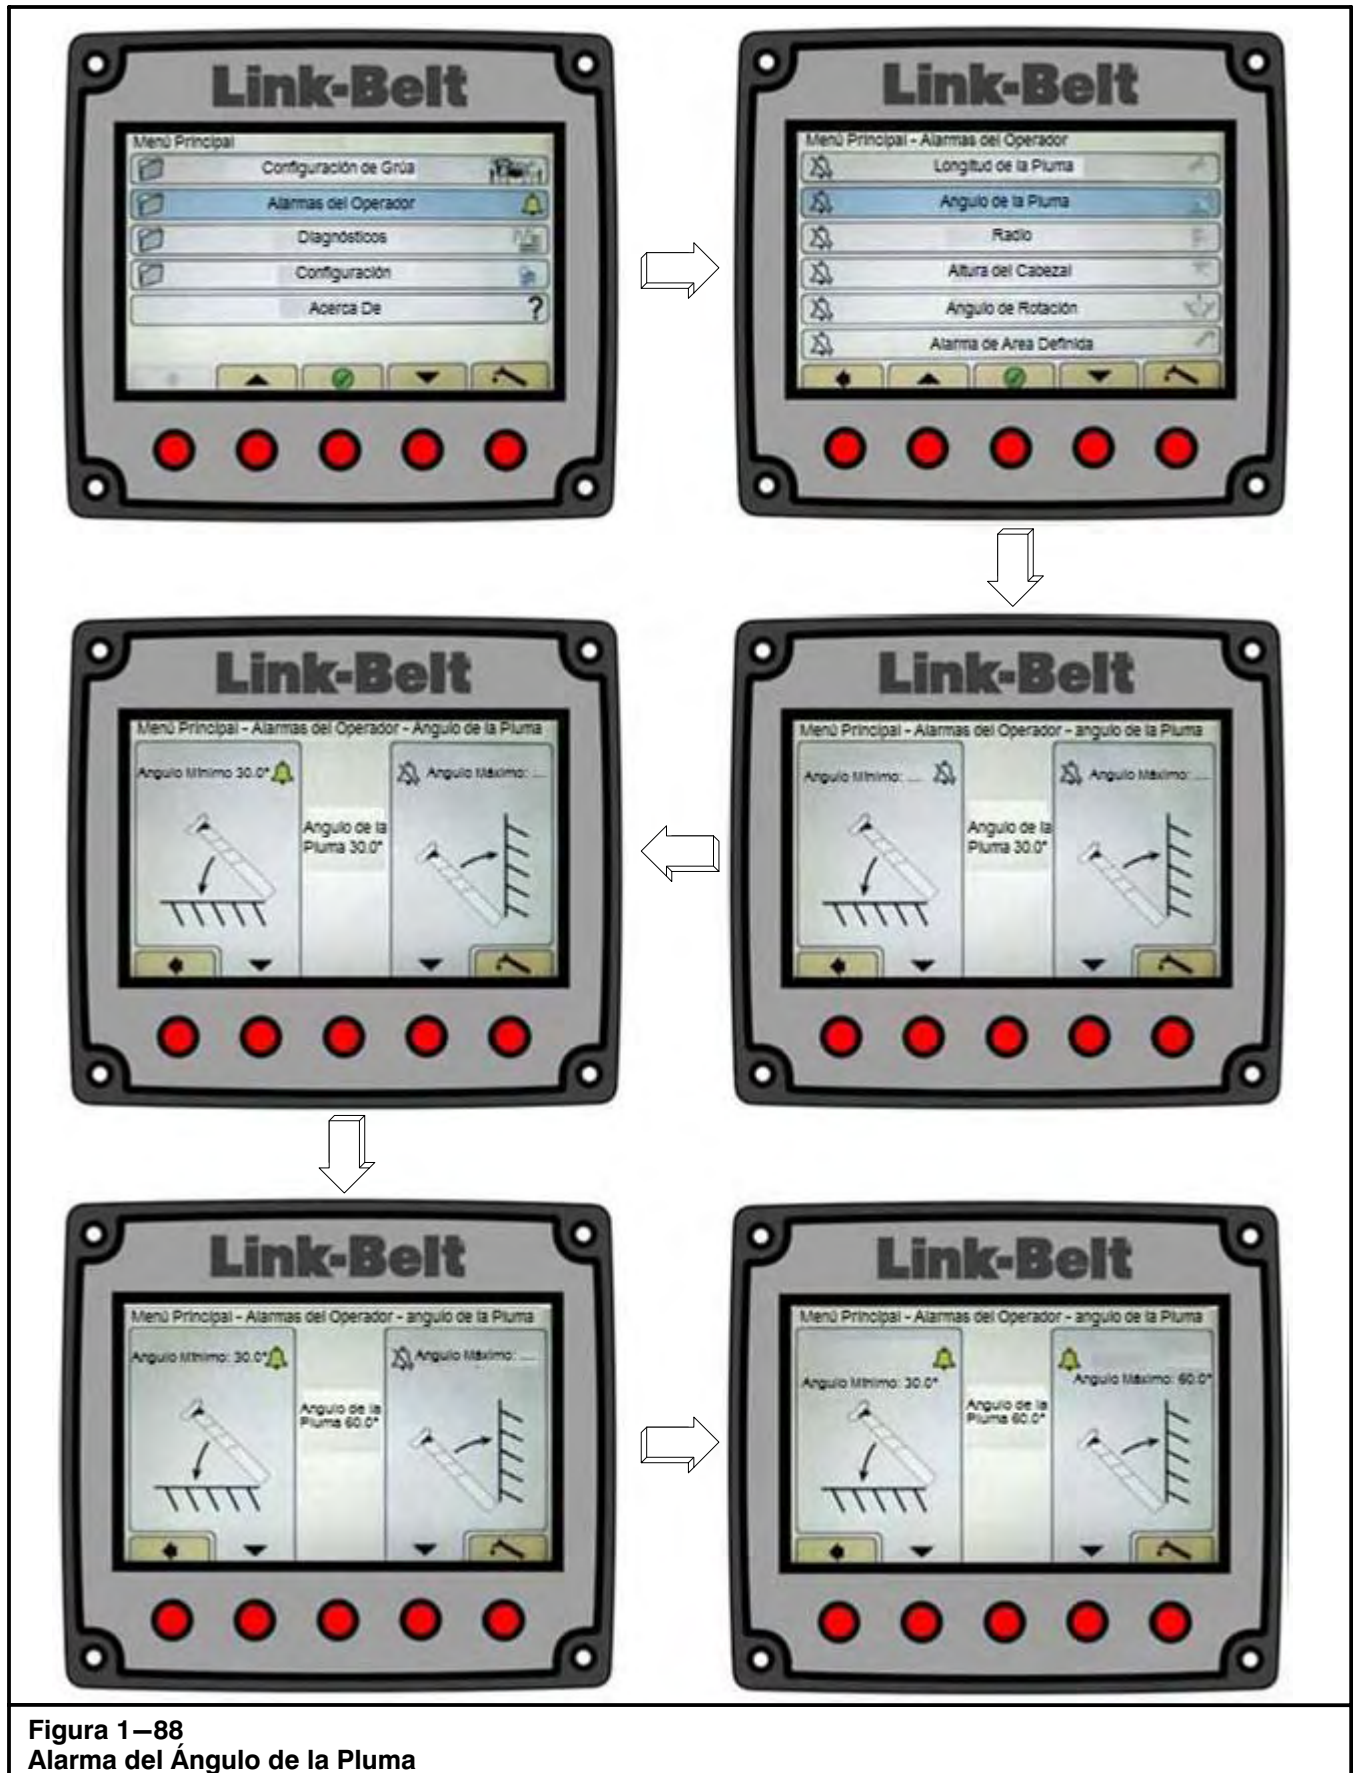 Link-Belt
Menú Principal
Configuración de Grúa
Alarmas del Operador
Diagnósticos
Configuración
Acerca De
?
Link-Belt
Menú Principal - Alarmas del Operador
Longitud de la Pluma
Angulo de la Pluma
Radio
Altura del Cabezal
Angulo de Rotación
Alarma de Area Definida
Link-Belt
Menú Principal - Alarmas del Operador - Angulo de la Pluma
Angulo Mínimo 30.0°
Angulo Máximo: ....
Angulo de la
Pluma 30.0°
Link-Belt
Menú Principal - Alarmas del Operador - angulo de la Pluma
Angulo Mínimo: ....
Angulo Máximo: ....
Angulo de la
Pluma 30.0°
Link-Belt
Menú Principal - Alarmas del Operador - angulo de la Pluma
Angulo Mínimo: 30.0°
Angulo Máximo: ....
Angulo de la
Pluma 60.0°
Link-Belt
Menú Principal - Alarmas del Operador - angulo de la Pluma
Angulo Mínimo: 30.0°
Angulo Máximo: 60.0°
Angulo de la
Pluma 60.0°
Figura 1—88
Alarma del Ángulo de la Pluma